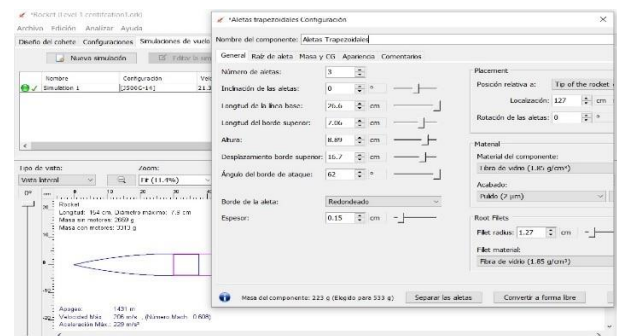 *Rocket (Level 1 certification).ork)
Archivo Edición Analizar Ayuda
Diseño del cohete Configuraciones Simulaciones de vuelo
Nueva simulación
Nombre Configuración
Simulation 1 21.3
Tipo de vista: Zoom:
Vista lateral Fit (11.4%)
0°
Rocket
Longitud: 154 cm, Diámetro máximo: 7.9 cm
Masa sin motores: 2669 g
Masa con motores: 3313 g
Apogeo: 1431 m
Velocidad Máx: 206 m/s (Número Mach: 0.608)
Aceleración Máx.: 229 m/s²
*Aletas trapezoidales Configuración
Nombre del componente: Aletas Trapezoidales
General Raíz de aleta Masa y CG Apariencia Comentarios
Número de aletas: 3
Inclinación de las aletas: 0 °
Longitud de la línea base: 26.6 cm
Longitud del borde superior: 7.06 cm
Altura: 8.89 cm
Desplazamiento borde superior: 16.7 cm
Ángulo del borde de ataque: 62 °
Borde de la aleta: Redondeado
Espesor: 0.15 cm
Placement
Posición relativa a: Tip of the rocket
Localización: 127 cm
Rotación de las aletas: 0 °
Material
Material del componente:
Fibra de vidrio (1.85 g/cm³)
Acabado:
Pulido (2 µm)
Root Fillets
Fillet radius: 1.27 cm
Fillet material:
Fibra de vidrio (1.85 g/cm³)
Masa del componente: 223 g (Elegido para 533 g) Separar las aletas Convertir a forma libre